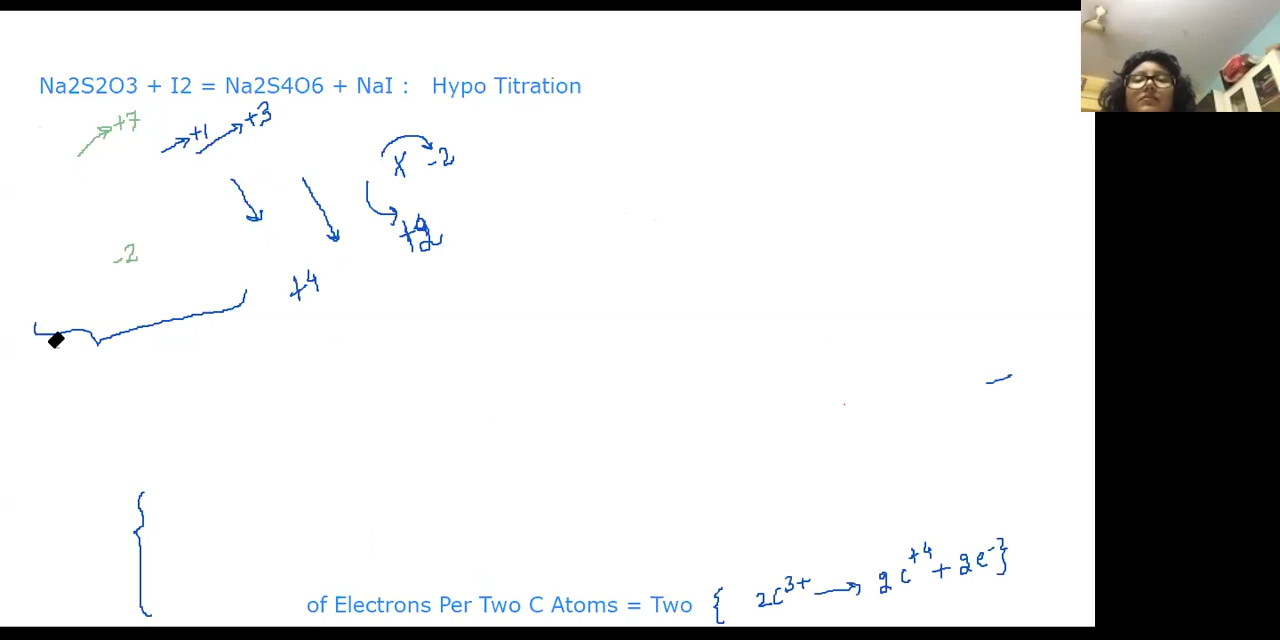 Na2S2O3 + I2 = Na2S4O6 + NaI :   Hypo Titration
+7 +1 +3
X -2
-2
+4
of Electrons Per Two C Atoms = Two { 2C³⁺ → 2C⁺⁴ + 2e⁻}